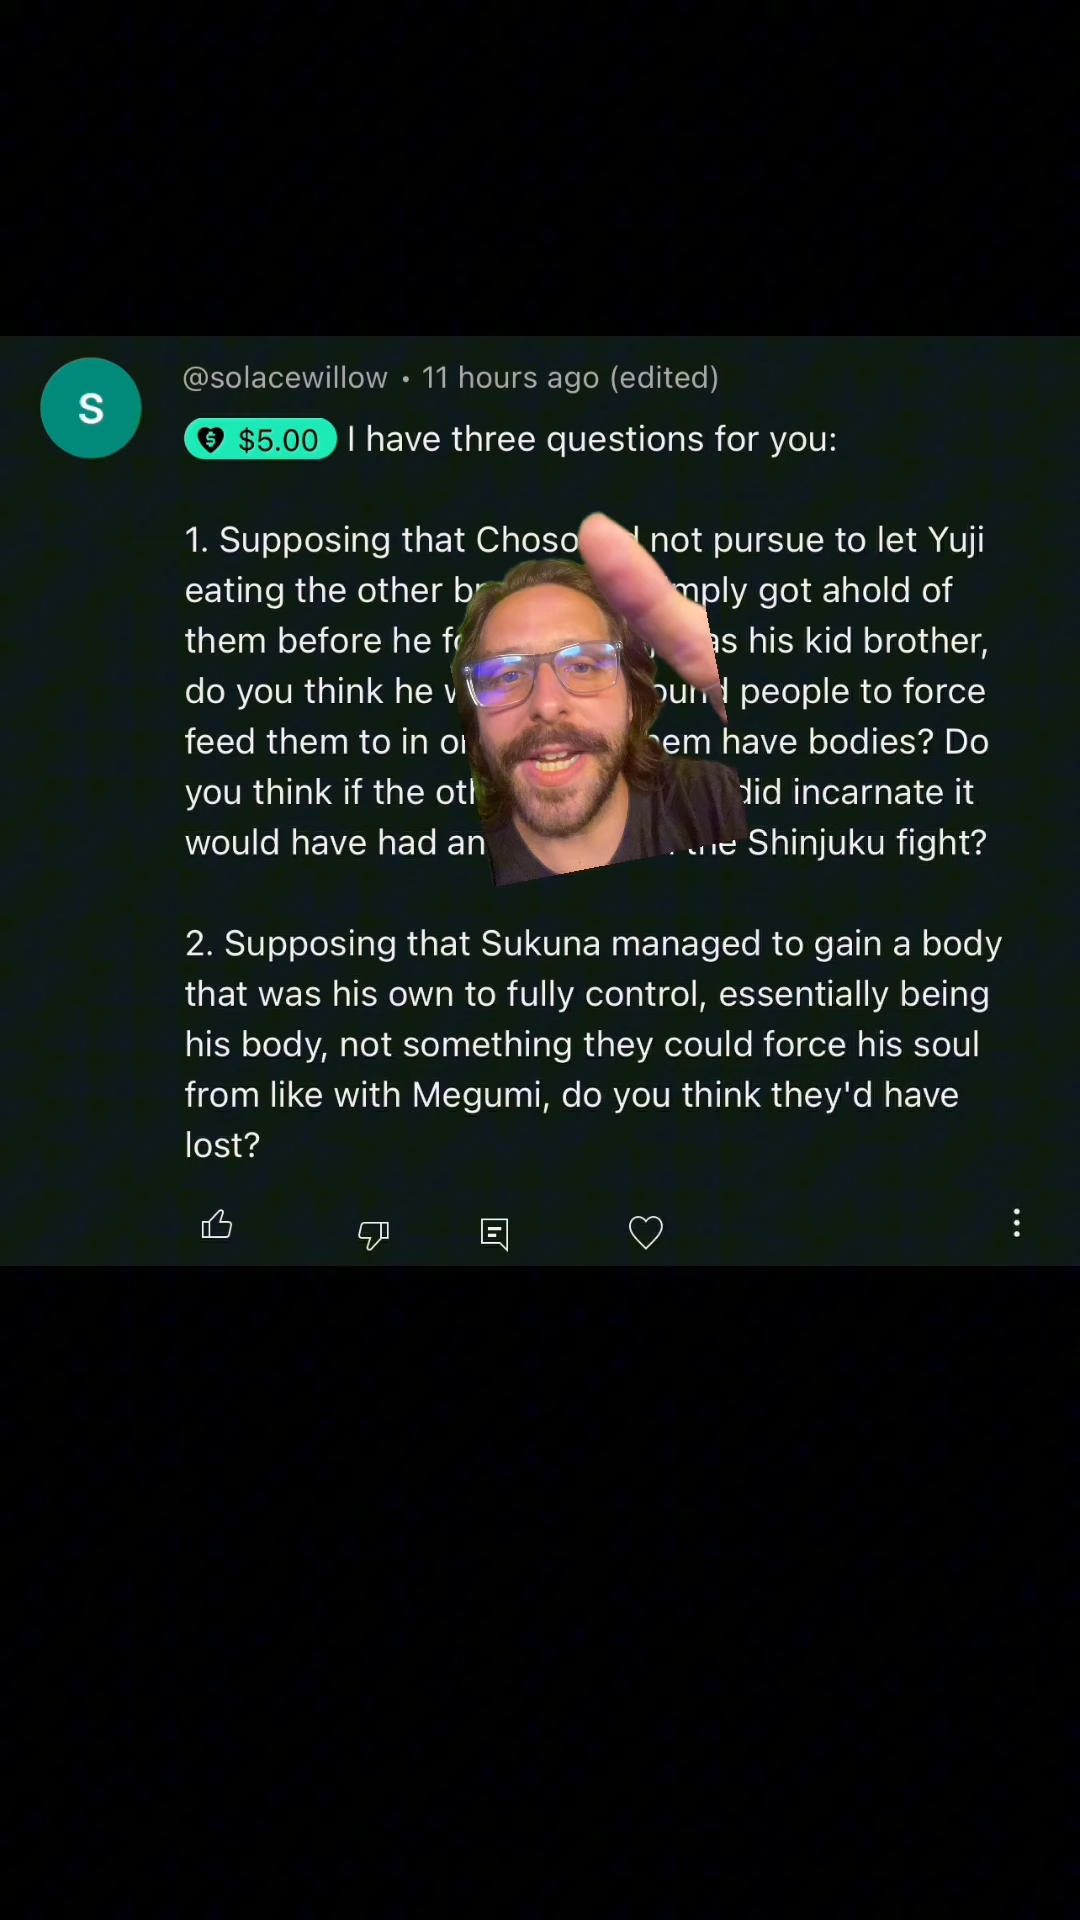 S
@solacewillow • 11 hours ago (edited)
$5.00 I have three questions for you:
1. Supposing that Choso not pursue to let Yuji
eating the other got ahold of
them before he his kid brother,
do you think he people to force
feed them to in have bodies? Do
you think if the did incarnate it
would have had the Shinjuku fight?
2. Supposing that Sukuna managed to gain a body
that was his own to fully control, essentially being
his body, not something they could force his soul
from like with Megumi, do you think they'd have
lost?